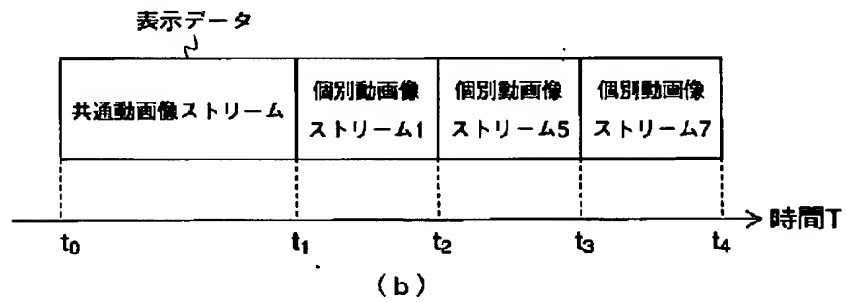 表示データ
共通動画像ストリーム
個別動画像
ストリーム1
個別動画像
ストリーム5
個別動画像
ストリーム7
t0 t1 t2 t3 t4
時間T
(b)